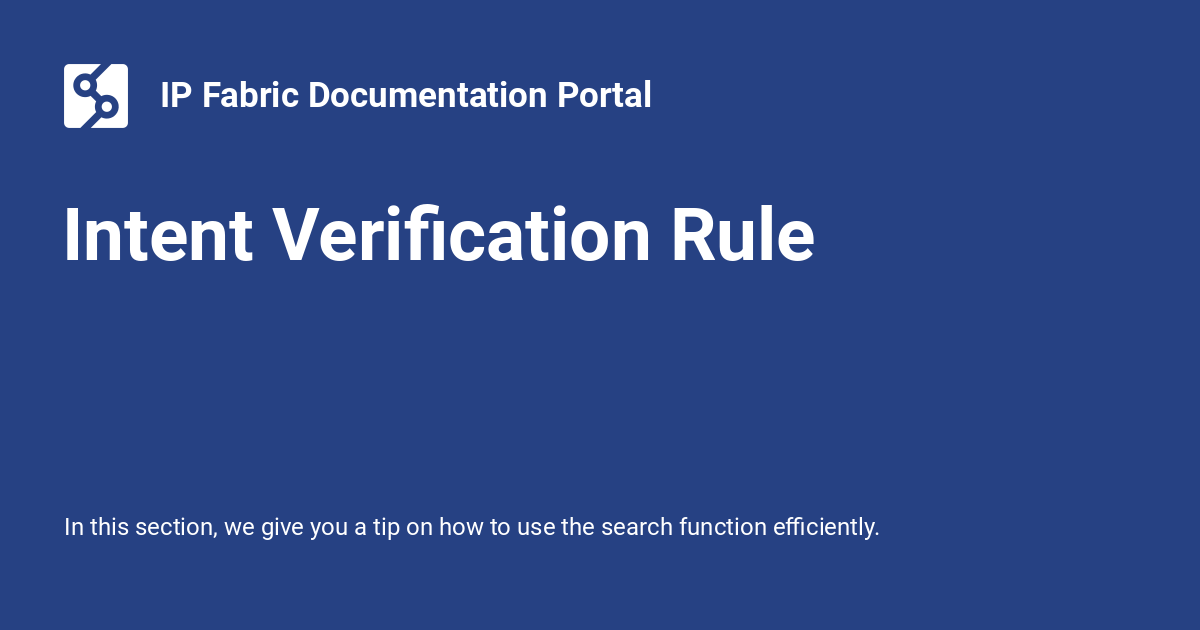 IP Fabric Documentation Portal
Intent Verification Rule
In this section, we give you a tip on how to use the search function efficiently.